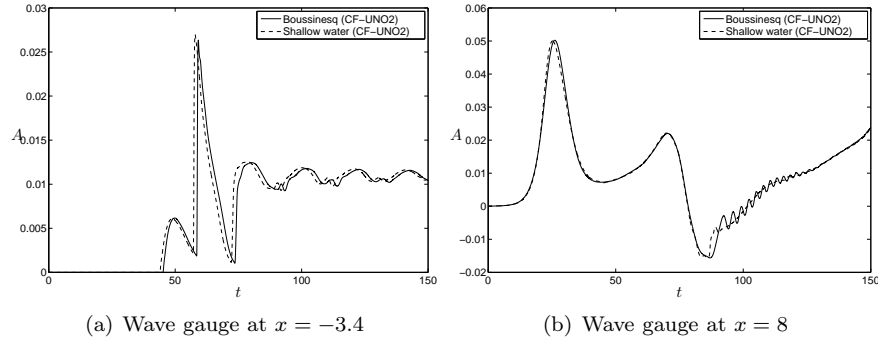 0.03
0.025
0.02
0.015
0.01
0.005
0
A
0 50 100 150
t
Boussinesq (CF-UNO2)
Shallow water (CF-UNO2)
(a) Wave gauge at x = −3.4
0.06
0.05
0.04
0.03
0.02
0.01
0
−0.01
−0.02
A
0 50 100 150
t
Boussinesq (CF-UNO2)
Shallow water (CF-UNO2)
(b) Wave gauge at x = 8